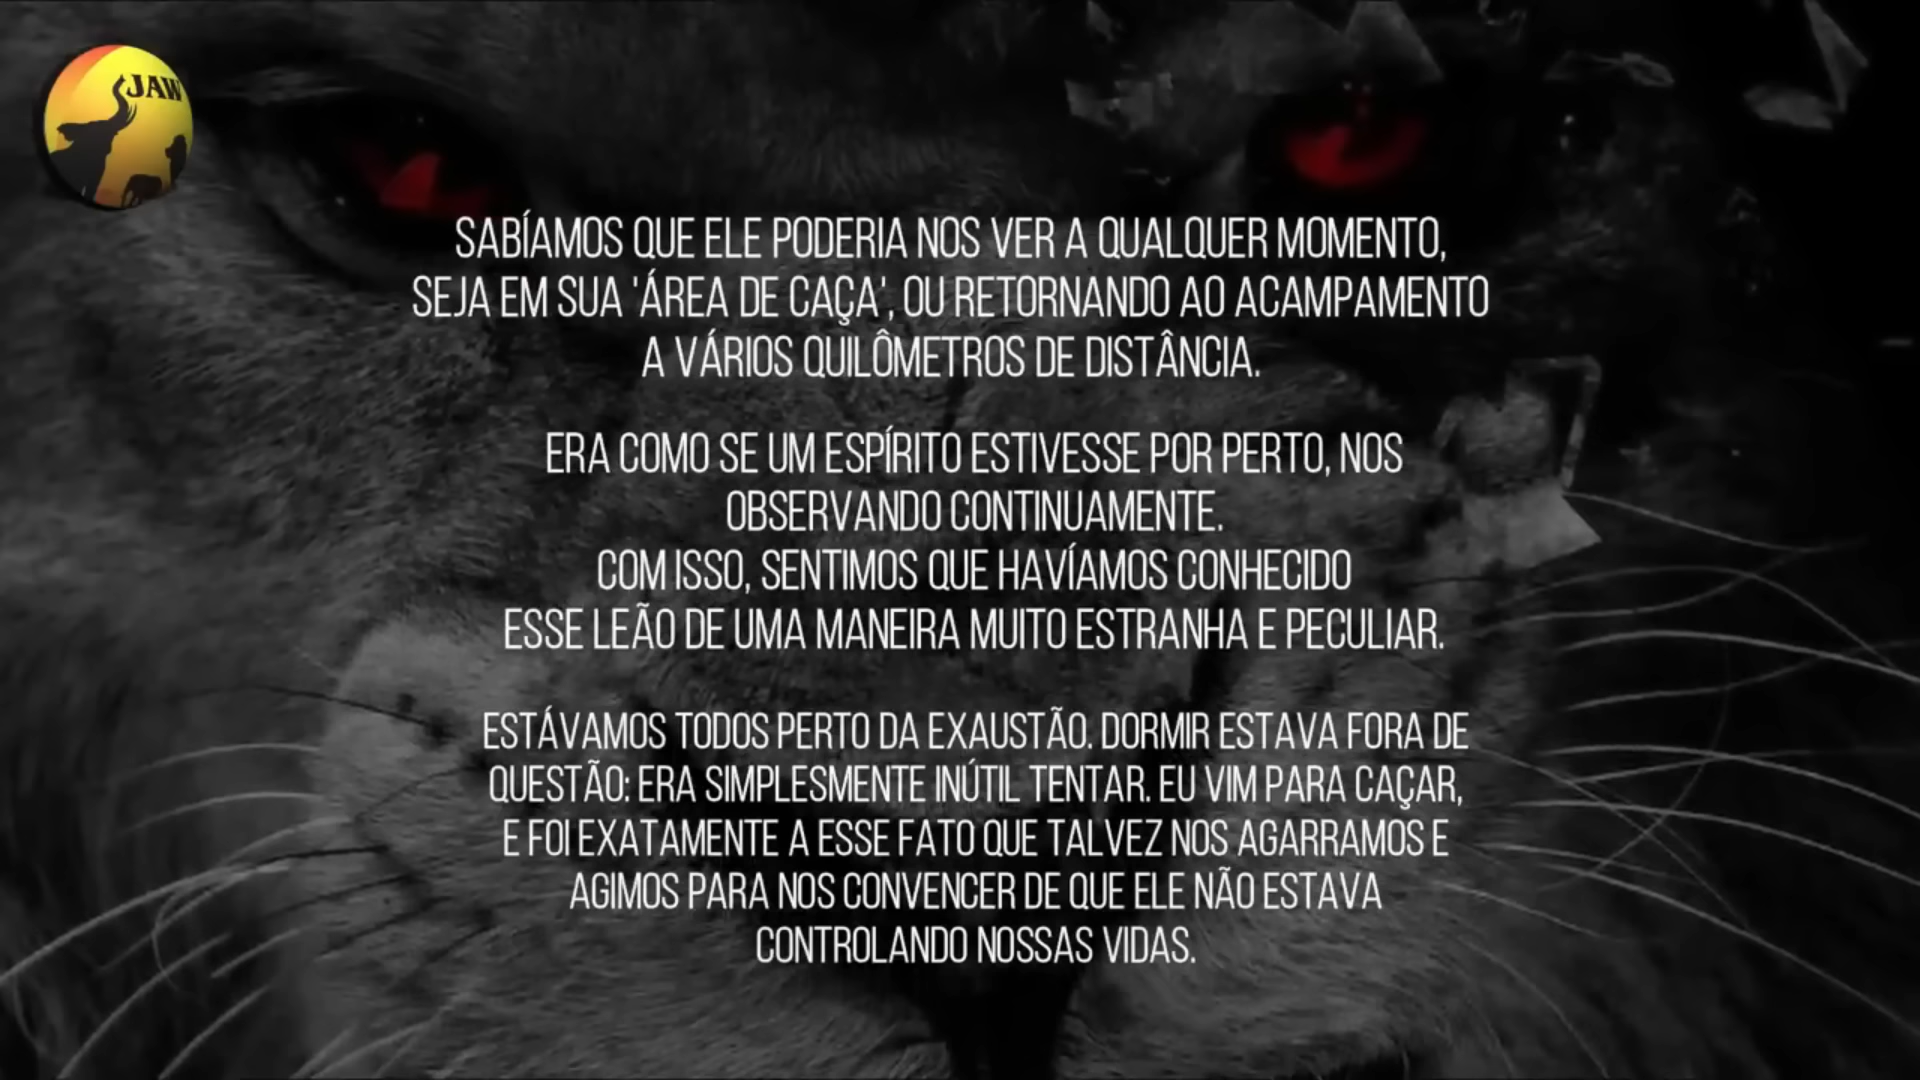 JAW
SABÍAMOS QUE ELE PODERIA NOS VER A QUALQUER MOMENTO,
SEJA EM SUA 'ÁREA DE CAÇA', OU RETORNANDO AO ACAMPAMENTO
A VÁRIOS QUILÔMETROS DE DISTÂNCIA.
ERA COMO SE UM ESPÍRITO ESTIVESSE POR PERTO, NOS
OBSERVANDO CONTINUAMENTE.
COM ISSO, SENTIMOS QUE HAVÍAMOS CONHECIDO
ESSE LEÃO DE UMA MANEIRA MUITO ESTRANHA E PECULIAR.
ESTÁVAMOS TODOS PERTO DA EXAUSTÃO. DORMIR ESTAVA FORA DE
QUESTÃO: ERA SIMPLESMENTE INÚTIL TENTAR. EU VIM PARA CAÇAR,
E FOI EXATAMENTE A ESSE FATO QUE TALVEZ NOS AGARRAMOS E
AGIMOS PARA NOS CONVENCER DE QUE ELE NÃO ESTAVA
CONTROLANDO NOSSAS VIDAS.